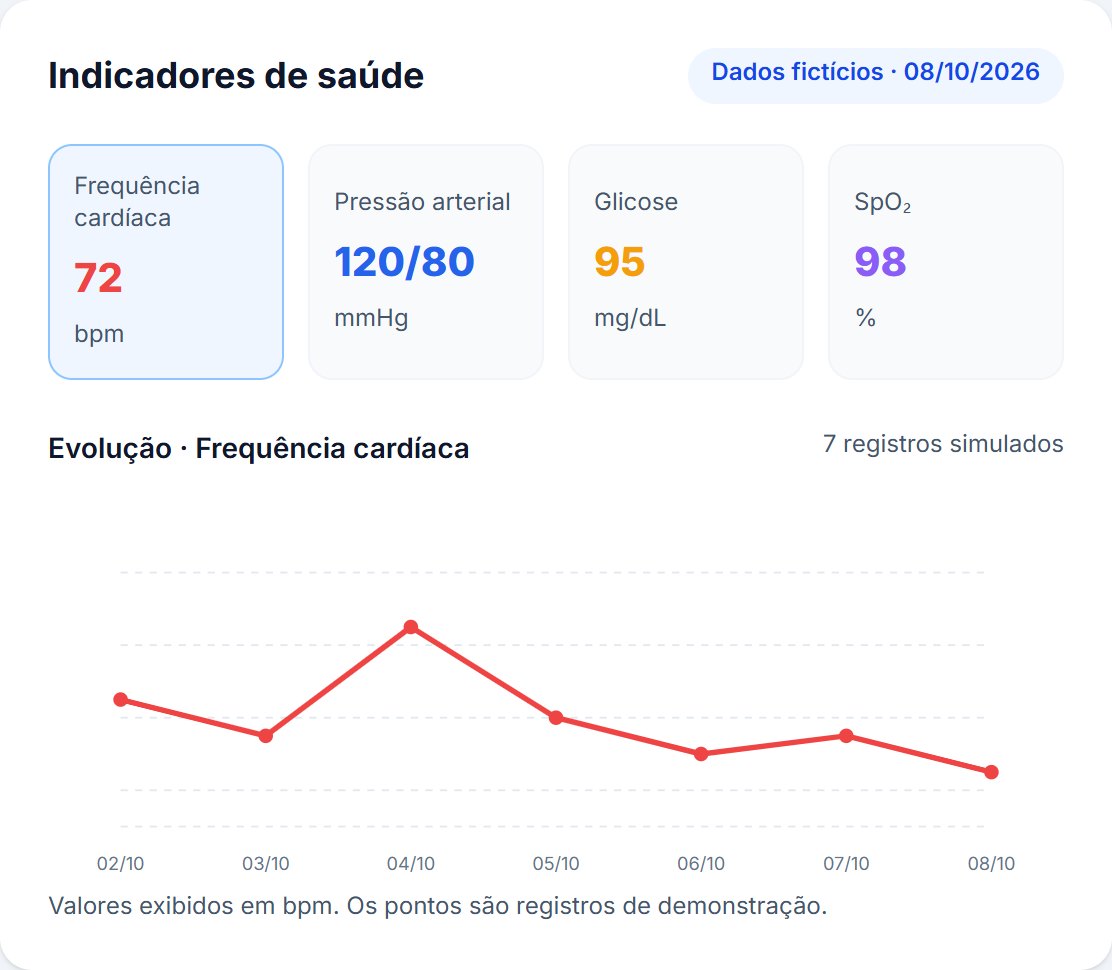 Indicadores de saúde
Dados fictícios · 08/10/2026
Frequência
cardíaca
72
bpm
Pressão arterial
120/80
mmHg
Glicose
95
mg/dL
SpO₂
98
%
Evolução · Frequência cardíaca
7 registros simulados
02/10 03/10 04/10 05/10 06/10 07/10 08/10
Valores exibidos em bpm. Os pontos são registros de demonstração.